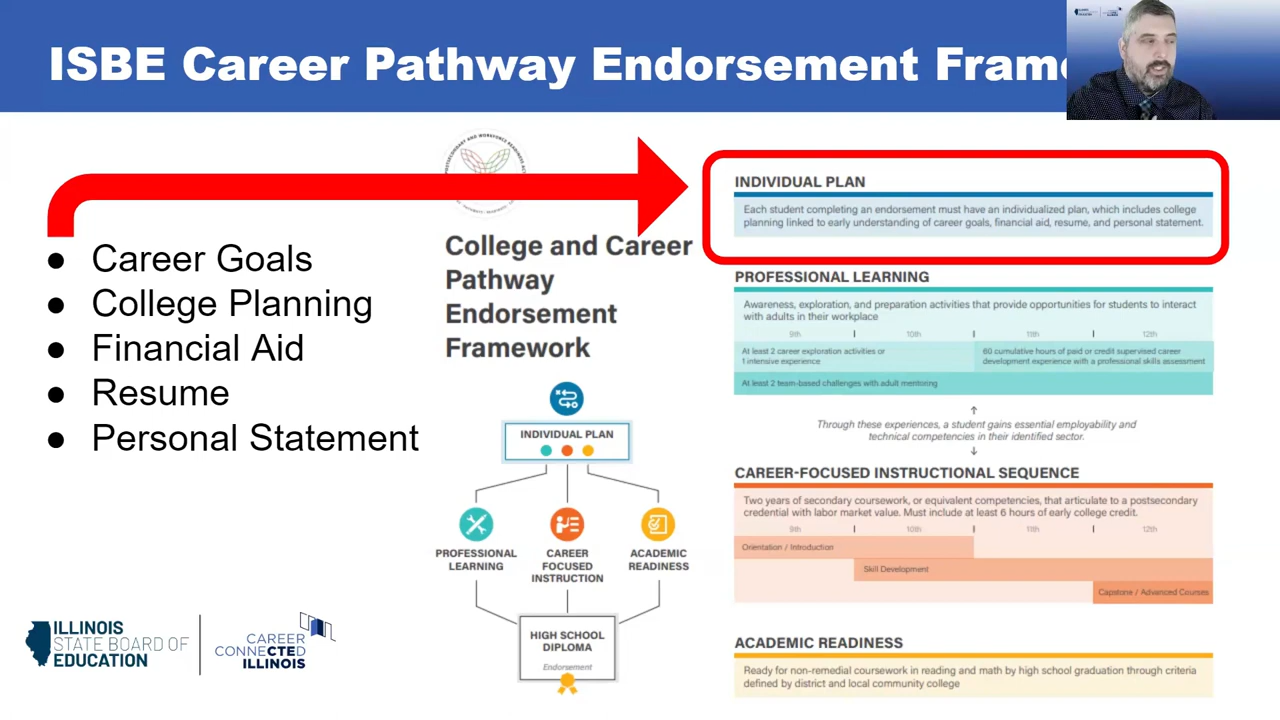 ISBE Career Pathway Endorsement Frame
Career Goals
College Planning
Financial Aid
Resume
Personal Statement
ILLINOIS
STATE BOARD OF
EDUCATION
CAREER
CONNECTED
ILLINOIS
POSTSECONDARY AND WORKFORCE READINESS ACT
College and Career
Pathway
Endorsement
Framework
INDIVIDUAL PLAN
PROFESSIONAL
LEARNING
CAREER
FOCUSED
INSTRUCTION
ACADEMIC
READINESS
HIGH SCHOOL
DIPLOMA
Endorsement
INDIVIDUAL PLAN
Each student completing an endorsement must have an individualized plan, which includes college
planning linked to early understanding of career goals, financial aid, resume, and personal statement.
PROFESSIONAL LEARNING
Awareness, exploration, and preparation activities that provide opportunities for students to interact
with adults in their workplace
9th 10th 11th 12th
At least 2 career exploration activities or
1 intensive experience
60 cumulative hours of paid or credit supervised career
development experience with a professional skills assessment
At least 2 team-based challenges with adult mentoring
Through these experiences, a student gains essential employability and
technical competencies in their identified sector.
CAREER-FOCUSED INSTRUCTIONAL SEQUENCE
Two years of secondary coursework, or equivalent competencies, that articulate to a postsecondary
credential with labor market value. Must include at least 6 hours of early college credit.
9th 10th 11th 12th
Orientation / Introduction
Skill Development
Capstone / Advanced Courses
ACADEMIC READINESS
Ready for non-remedial coursework in reading and math by high school graduation through criteria
defined by district and local community college